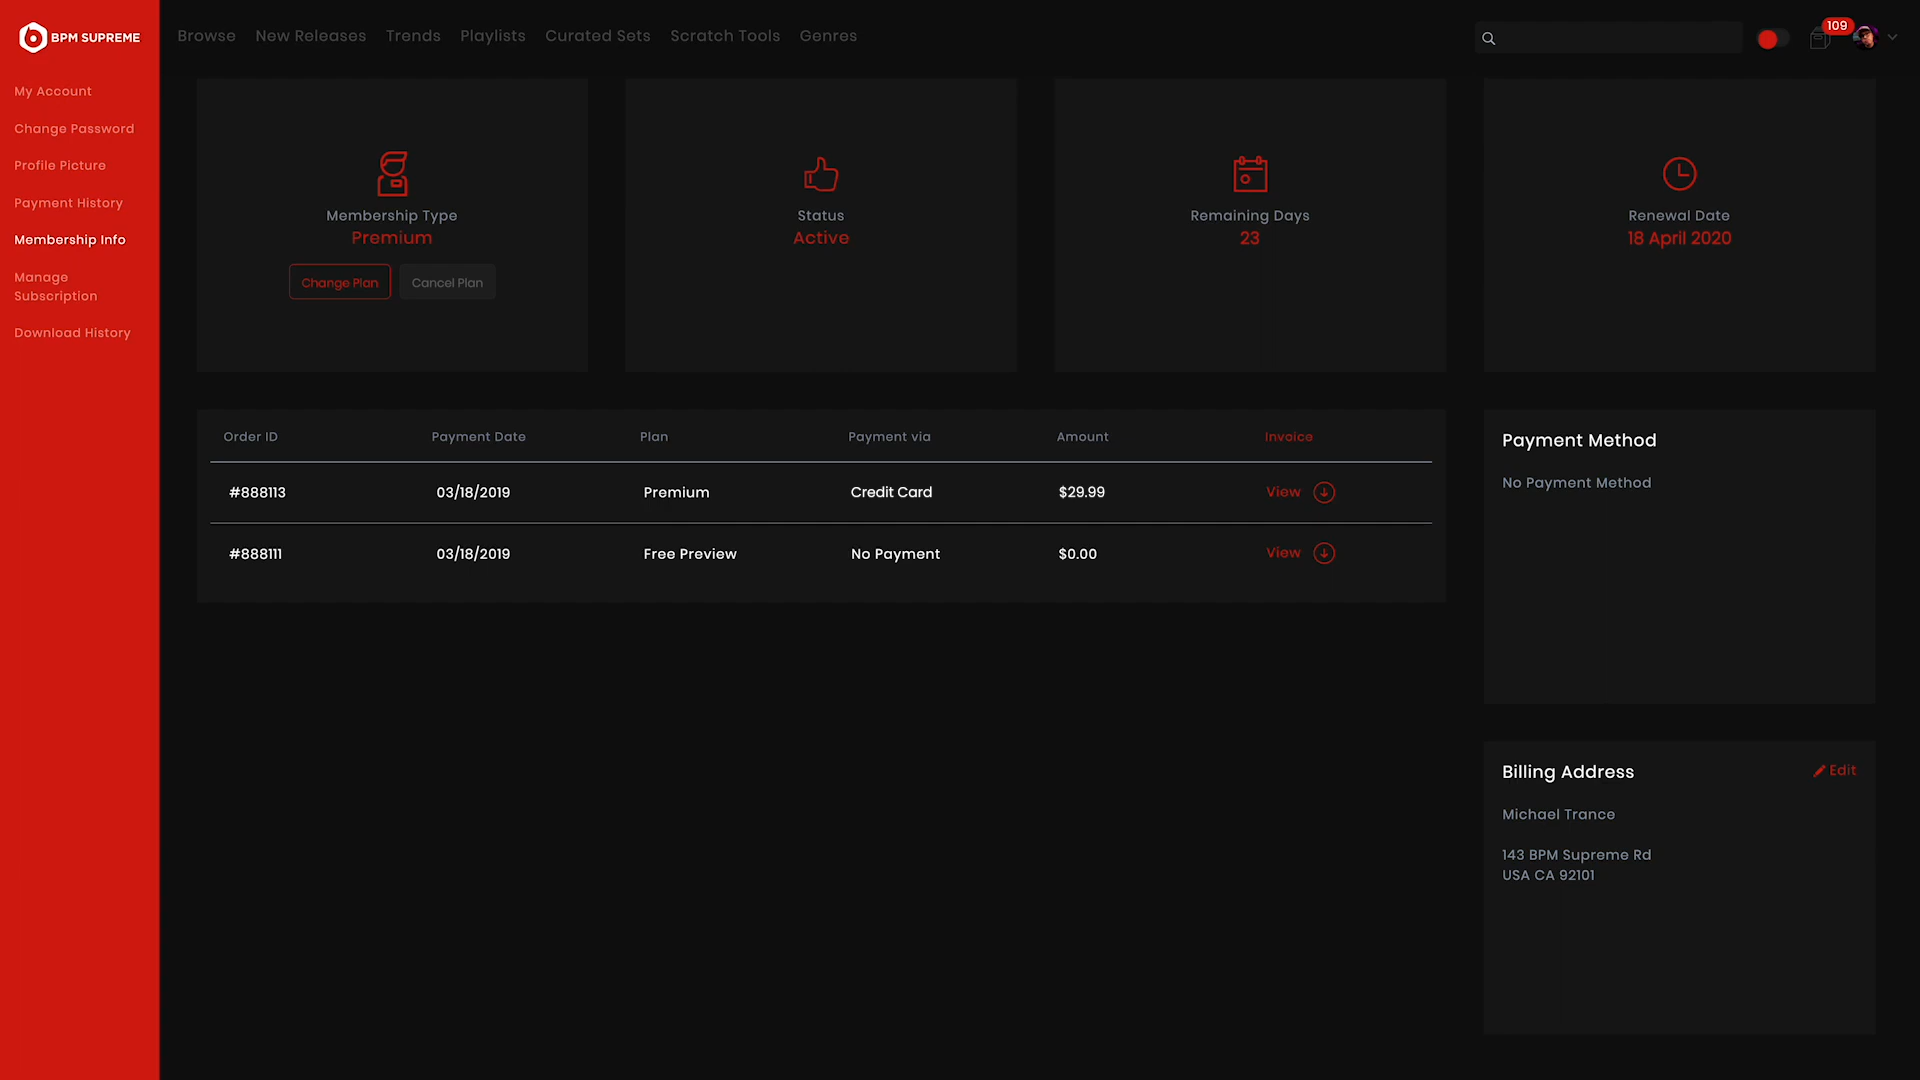 BPM SUPREME
Browse New Releases Trends Playlists Curated Sets Scratch Tools Genres
109
My Account
Change Password
Profile Picture
Payment History
Membership Info
Manage
Subscription
Download History
Membership Type
Premium
Change Plan Cancel Plan
Status
Active
Remaining Days
23
Renewal Date
18 April 2020
Order ID Payment Date Plan Payment via Amount Invoice
#888113 03/18/2019 Premium Credit Card $29.99 View
#888111 03/18/2019 Free Preview No Payment $0.00 View
Payment Method
No Payment Method
Billing Address Edit
Michael Trance
143 BPM Supreme Rd
USA CA 92101